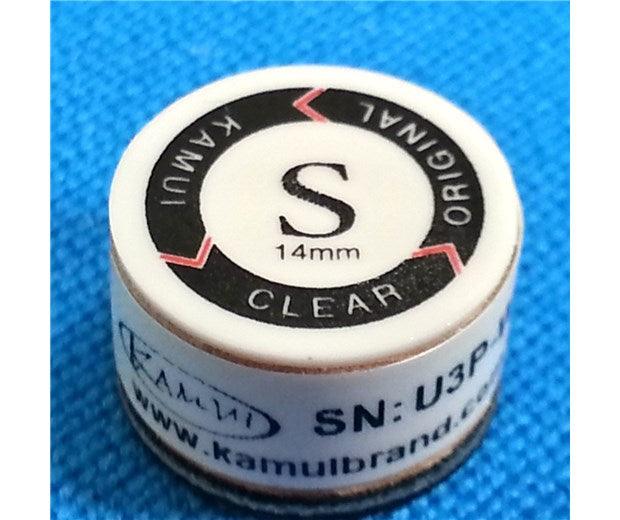 KAMUI
ORIGINAL
S
14mm
CLEAR
KAMUI
SN: U3P-
www.kamuibrand.co